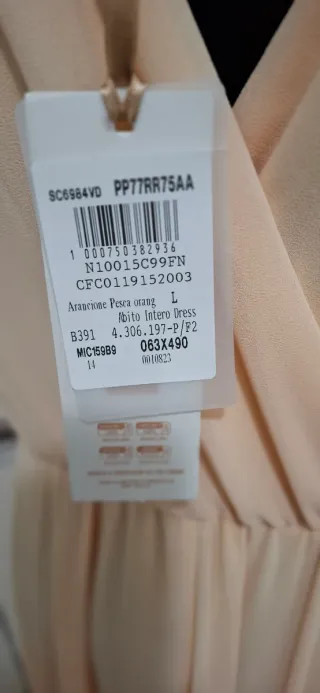 SC6984VD PP77RR75AA
1 000750382936
N10015C99FN
CFC0119152003
Arancione Pesca orang L
Abito Intero Dress
B391 4.306.197-P/F2
MIC159B9 063X490
14 0010823